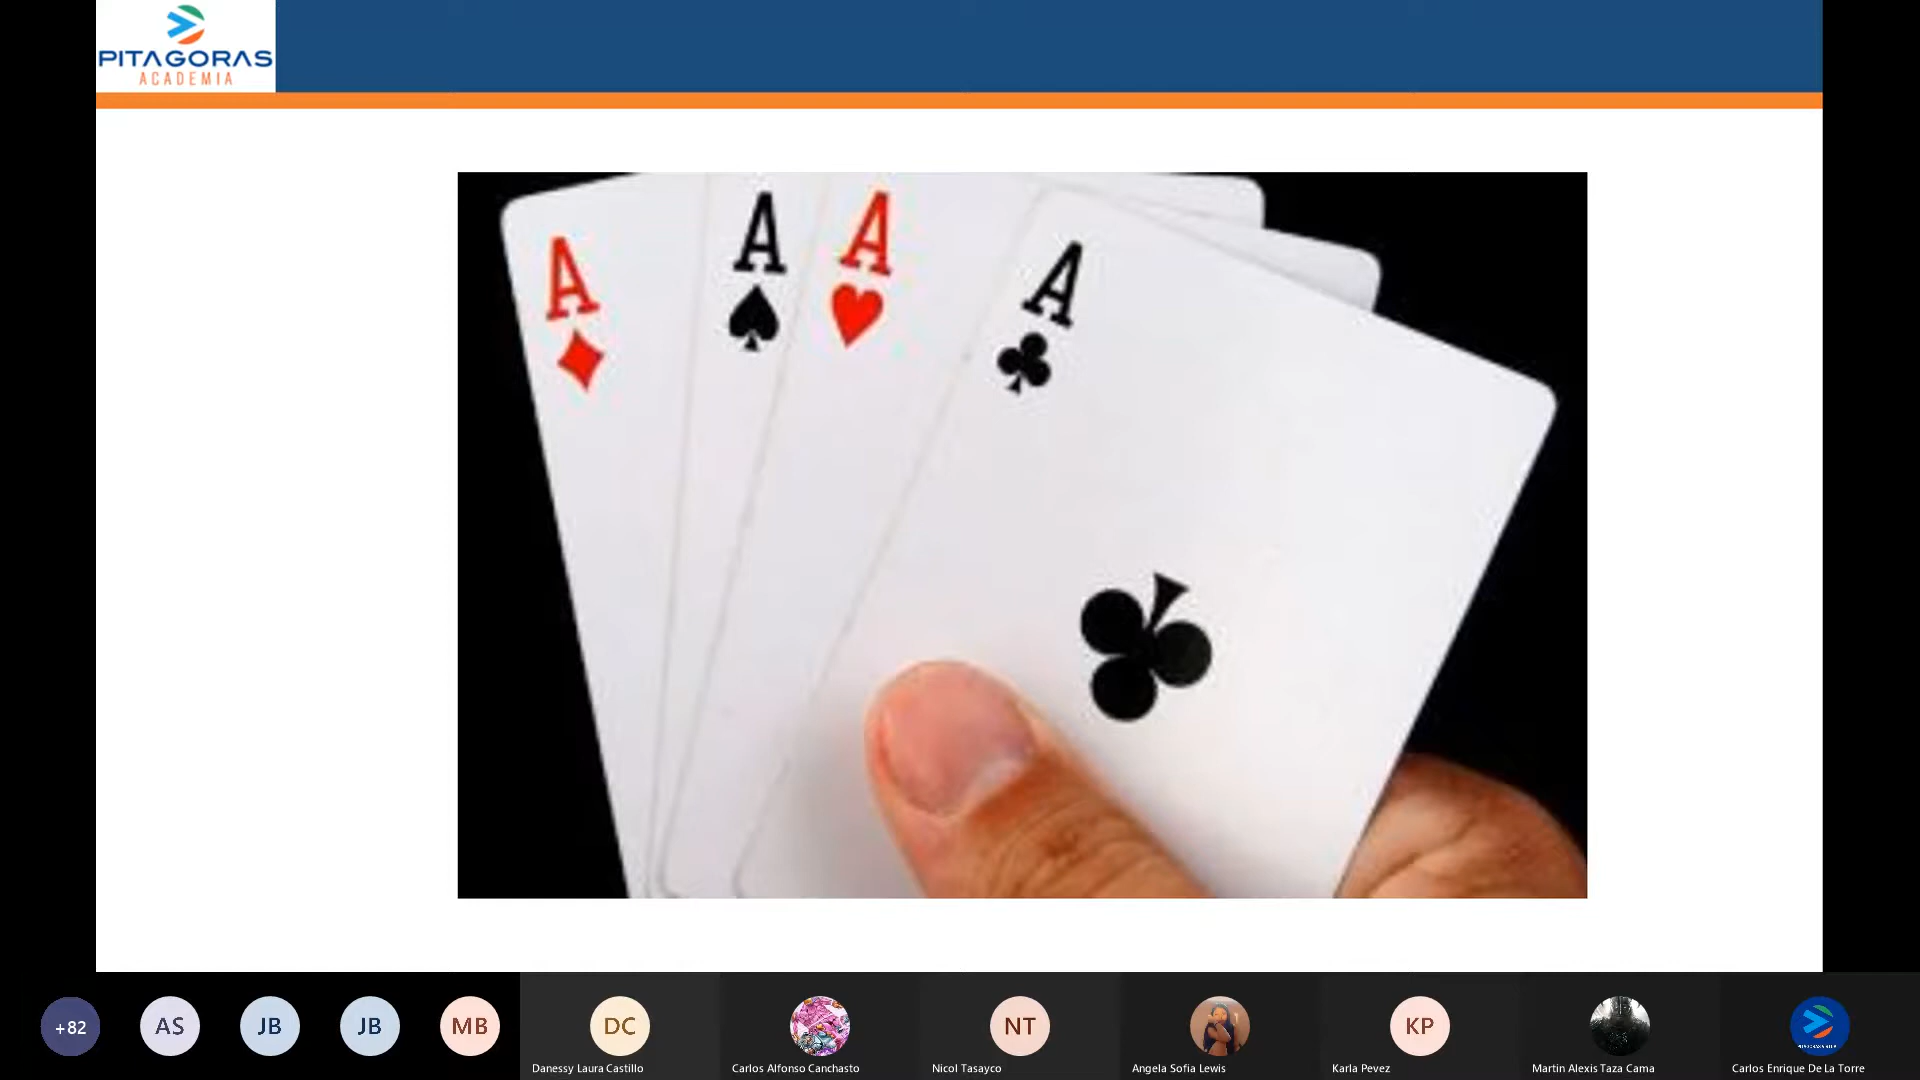 PITAGORAS
ACADEMIA
A
A
A
A
+82
AS
JB
JB
MB
DC
NT
KP
Danessy Laura Castillo
Carlos Alfonso Canchasto
Nicol Tasayco
Angela Sofia Lewis
Karla Pevez
Martin Alexis Taza Cama
Carlos Enrique De La Torre